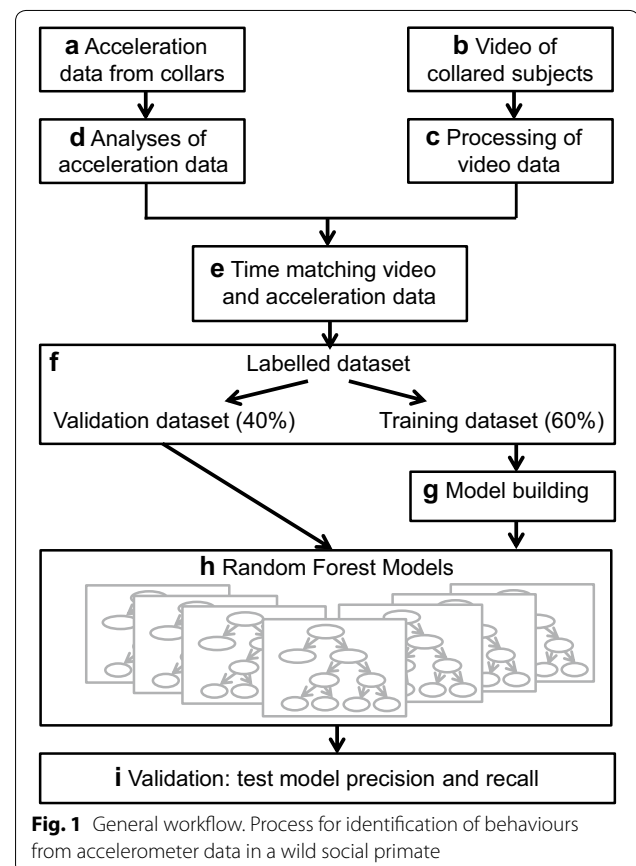 a Acceleration
data from collars
b Video of
collared subjects
d Analyses of
acceleration data
c Processing of
video data
e Time matching video
and acceleration data
f
Labelled dataset
Validation dataset (40%)
Training dataset (60%)
g Model building
h Random Forest Models
i Validation: test model precision and recall
Fig. 1 General workflow. Process for identification of behaviours
from accelerometer data in a wild social primate